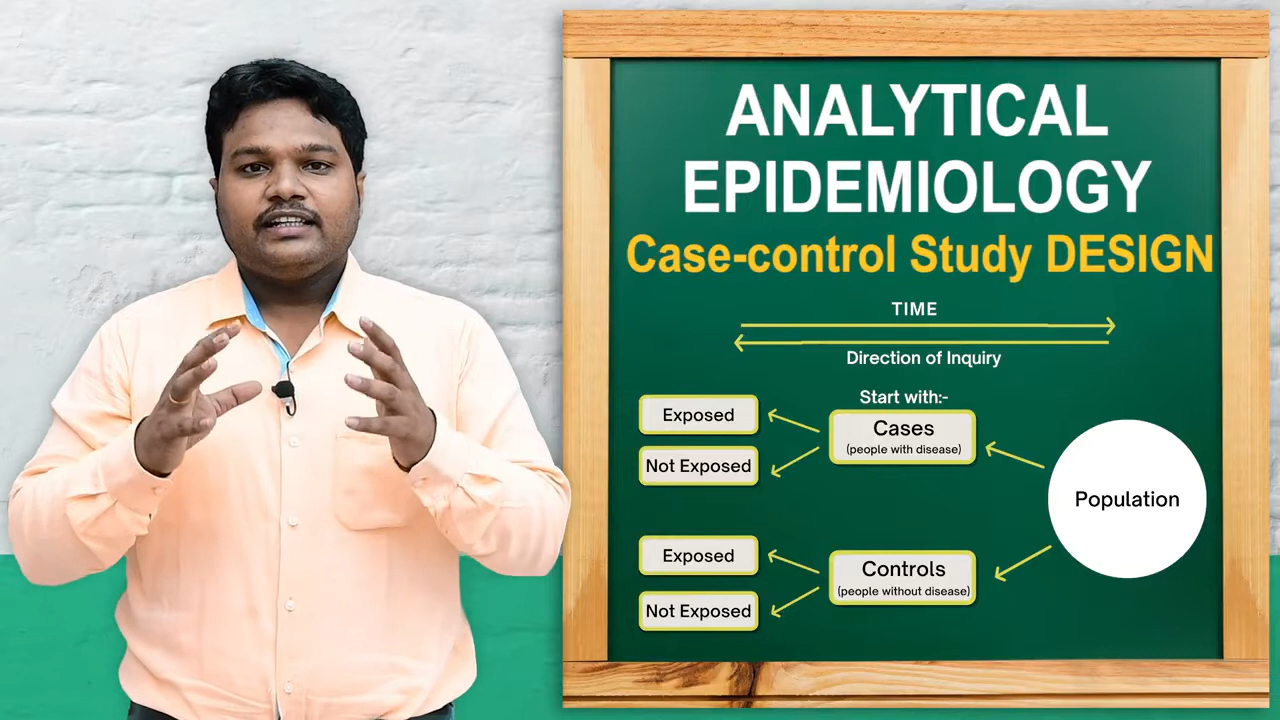 ANALYTICAL
EPIDEMIOLOGY
Case-control Study DESIGN
TIME
Direction of Inquiry
Start with:-
Exposed
Not Exposed
Cases
(people with disease)
Population
Exposed
Not Exposed
Controls
(people without disease)